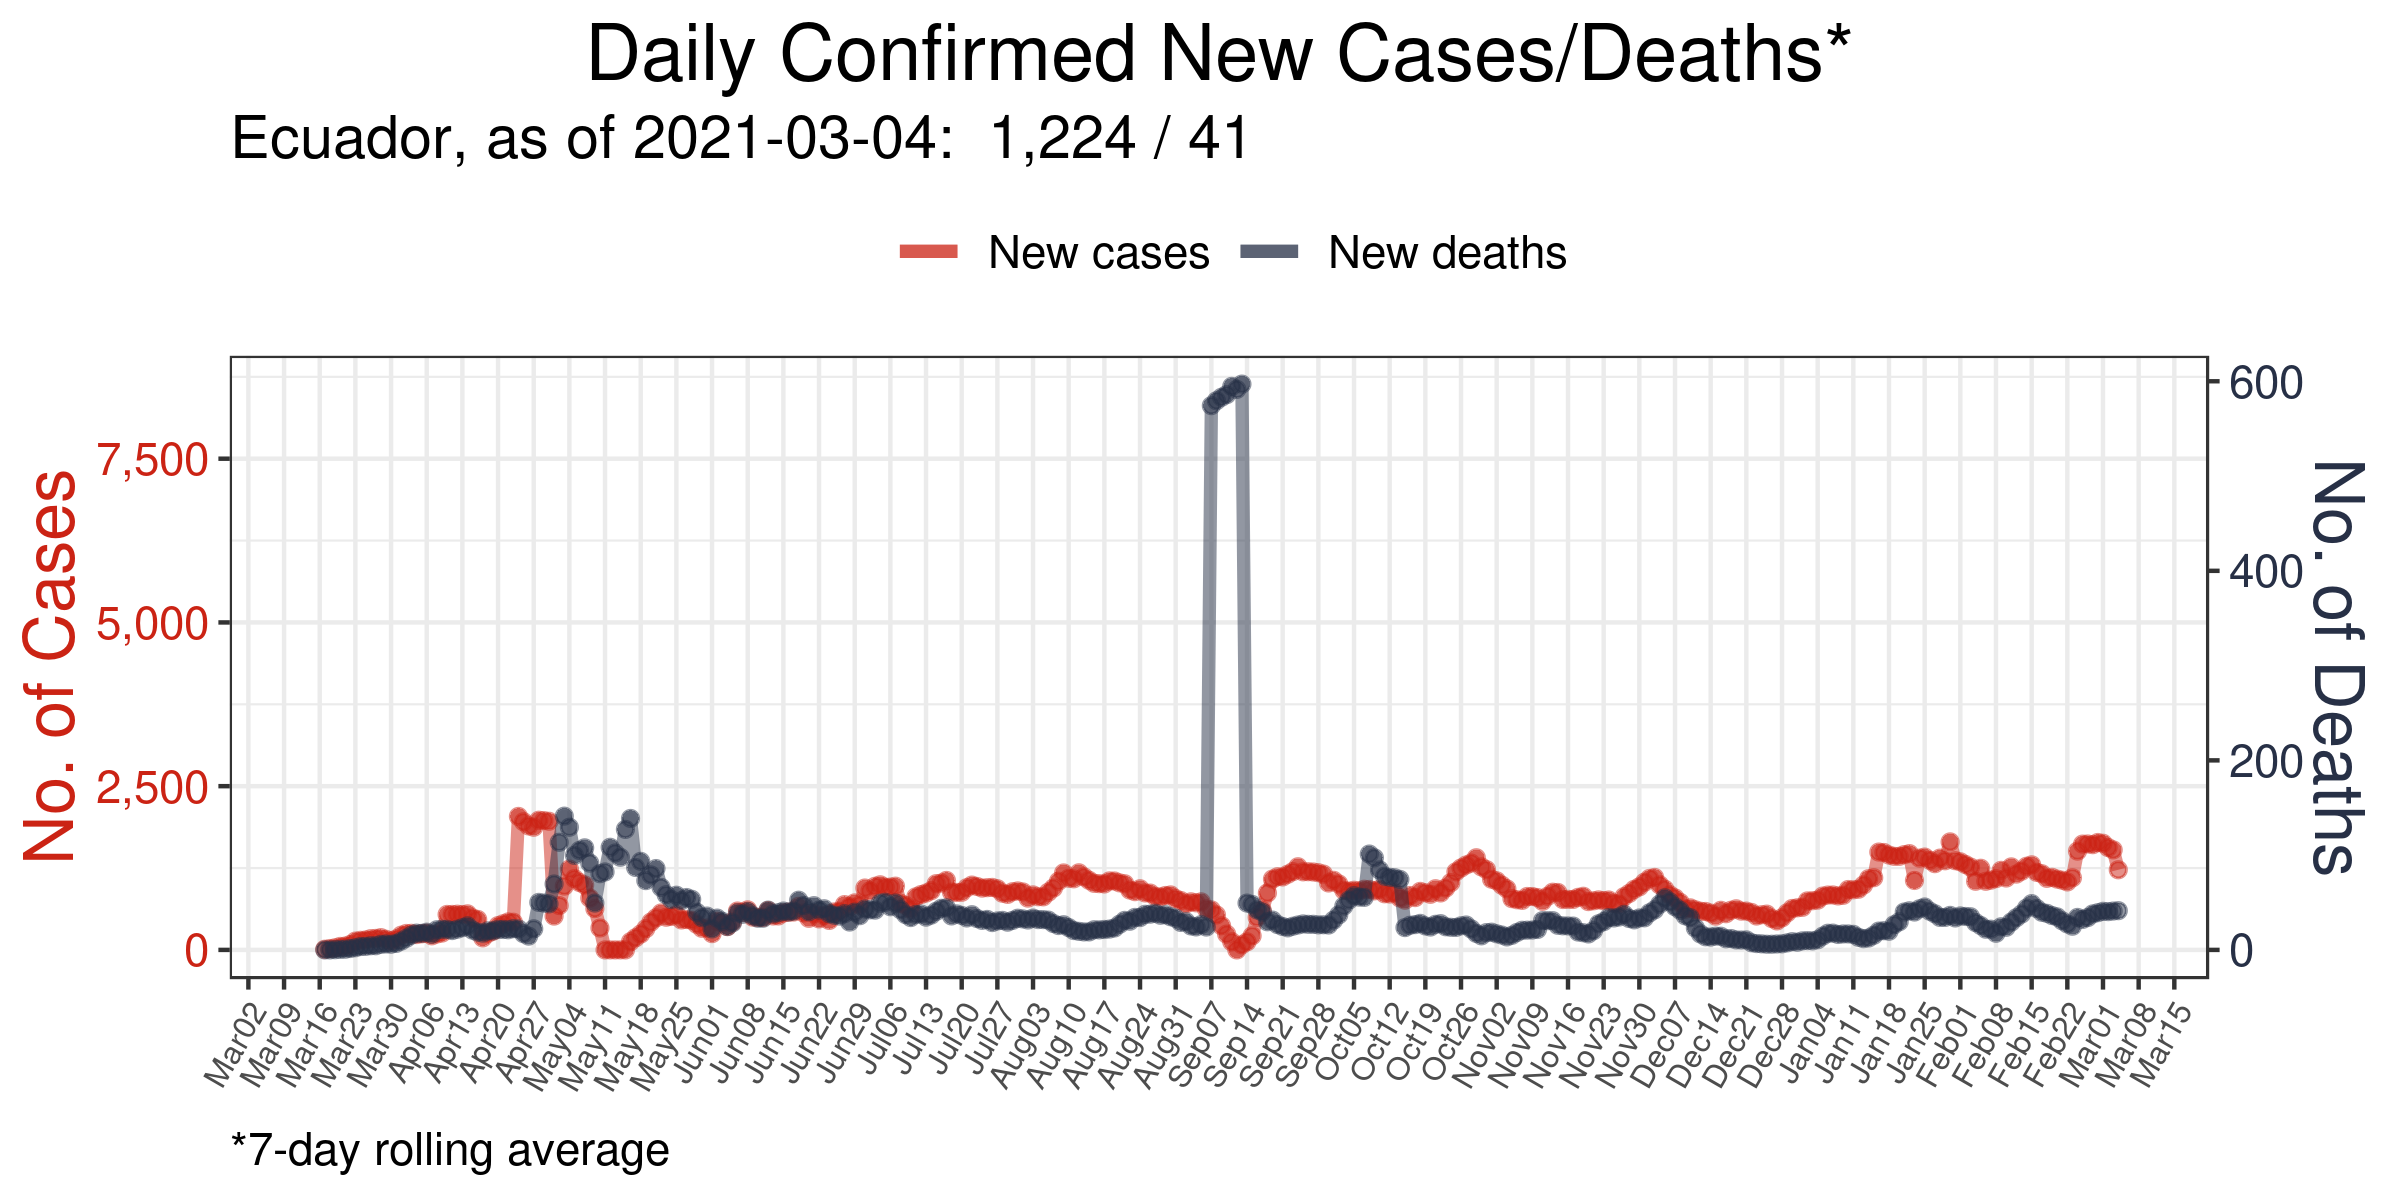 Daily Confirmed New Cases/Deaths*
Ecuador, as of 2021-03-04:  1,224 / 41
New cases
New deaths
No. of Cases
7,500
5,000
2,500
0
600
400
200
0
No. of Deaths
Mar02
Mar09
Mar16
Mar23
Mar30
Apr06
Apr13
Apr20
Apr27
May04
May11
May18
May25
Jun01
Jun08
Jun15
Jun22
Jun29
Jul06
Jul13
Jul20
Jul27
Aug03
Aug10
Aug17
Aug24
Aug31
Sep07
Sep14
Sep21
Sep28
Oct05
Oct12
Oct19
Oct26
Nov02
Nov09
Nov16
Nov23
Nov30
Dec07
Dec14
Dec21
Dec28
Jan04
Jan11
Jan18
Jan25
Feb01
Feb08
Feb15
Feb22
Mar01
Mar08
Mar15
*7-day rolling average